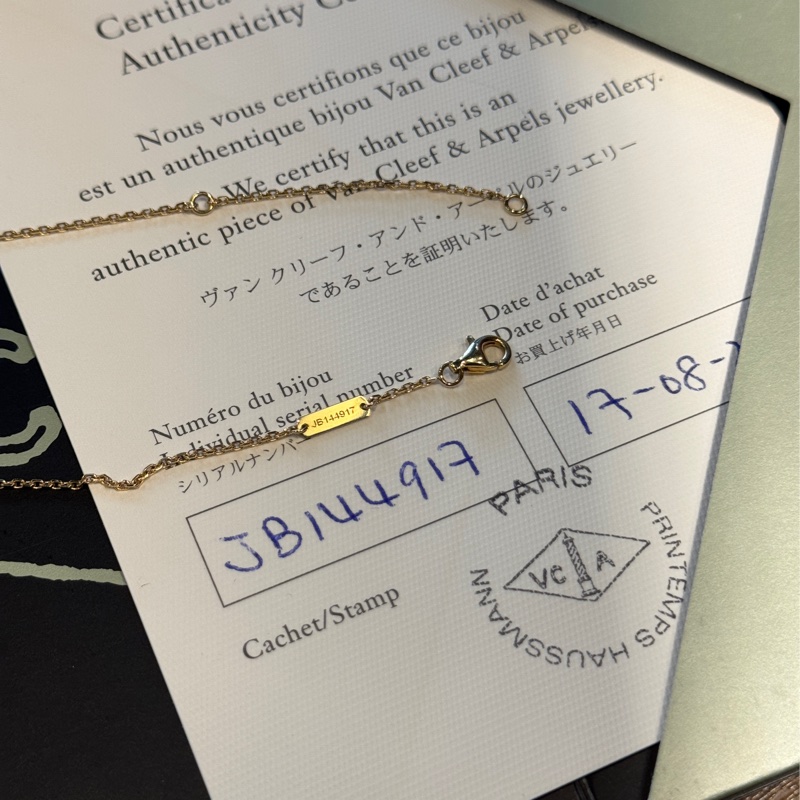 Certifica
Authenticity C
Nous vous certifions que ce bijou
est un authentique bijou Van Cleef & Arpels
We certify that this is an
authentic piece of Van Cleef & Arpels jewellery.
ヴァン クリーフ・アンド・アーペルのジュエリー
であることを証明いたします。
Date d'achat
Date of purchase
お買上げ年月日
17-08-
Numéro du bijou
Individual serial number
シリアルナンバー
JB144917
JB144917
Cachet/Stamp
PARIS
VC A
PRINTEMPS HAUSSMANN